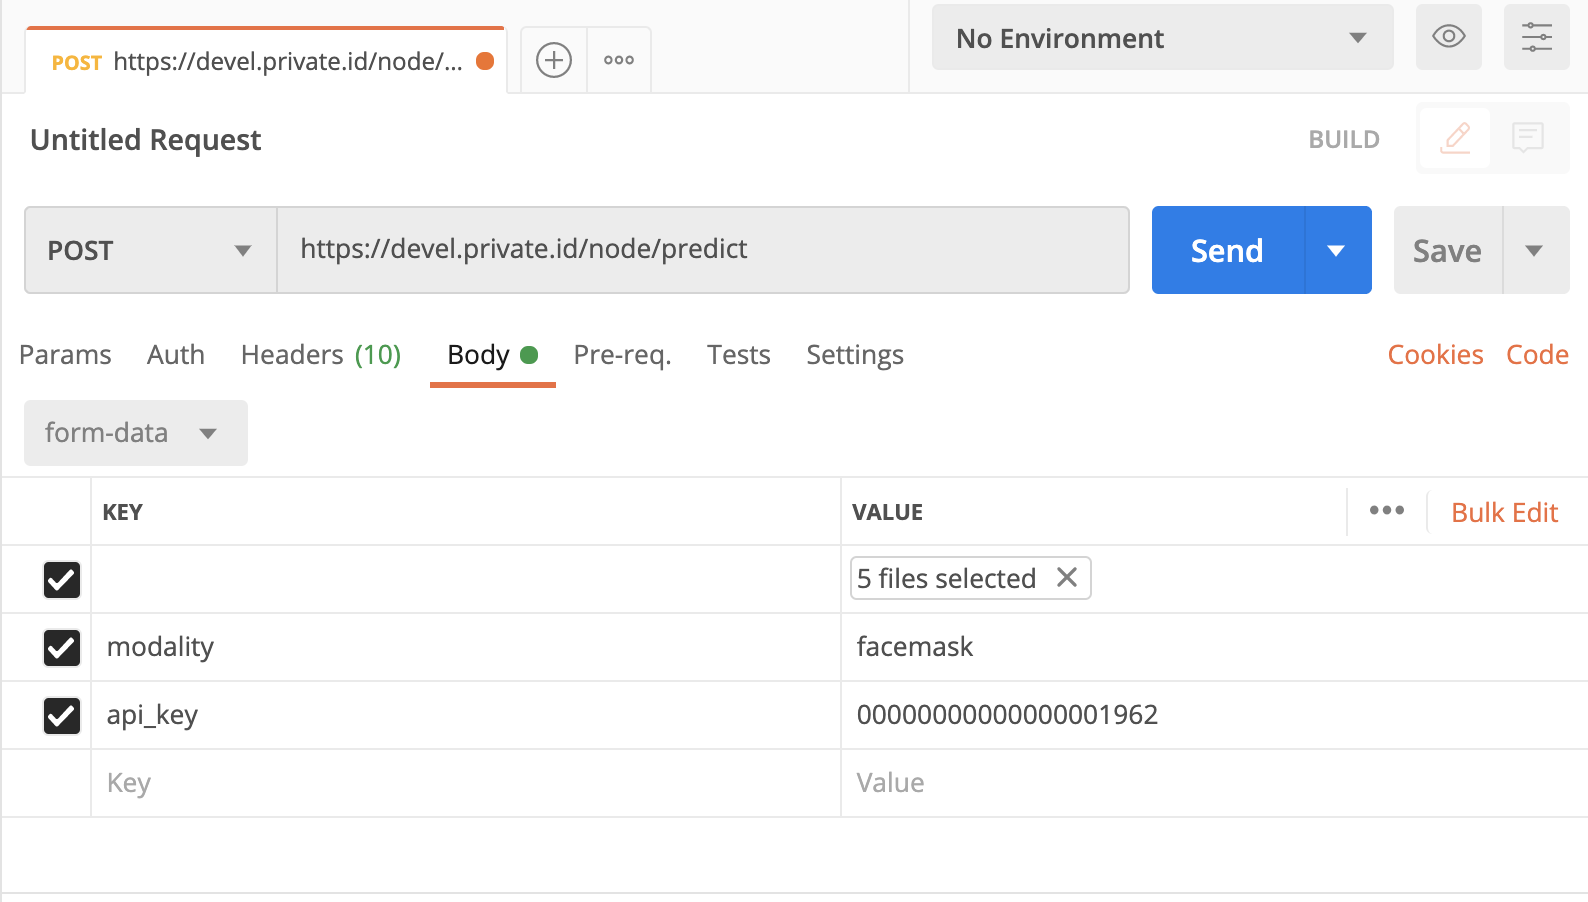 POST https://devel.private.id/node/...
No Environment
Untitled Request
BUILD
POST https://devel.private.id/node/predict Send Save
Params Auth Headers (10) Body Pre-req. Tests Settings Cookies Code
form-data
KEY VALUE Bulk Edit
5 files selected
modality facemask
api_key 00000000000000001962
Key Value